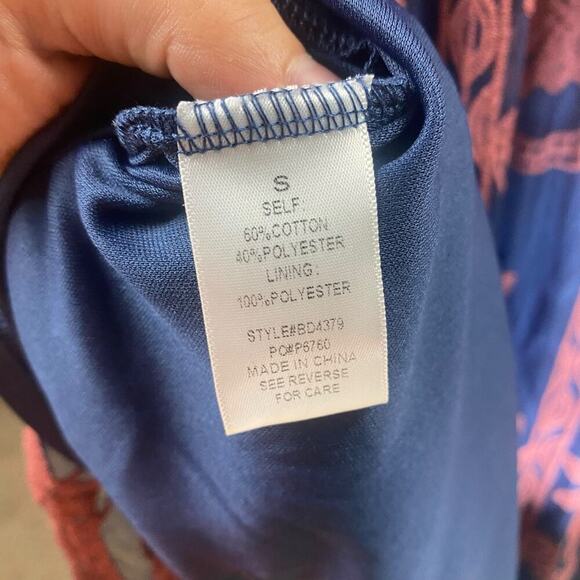 S
SELF
60%COTTON
40%POLYESTER
LINING:
100%POLYESTER
STYLE#BD4379
PO#P6760
MADE IN CHINA
SEE REVERSE
FOR CARE